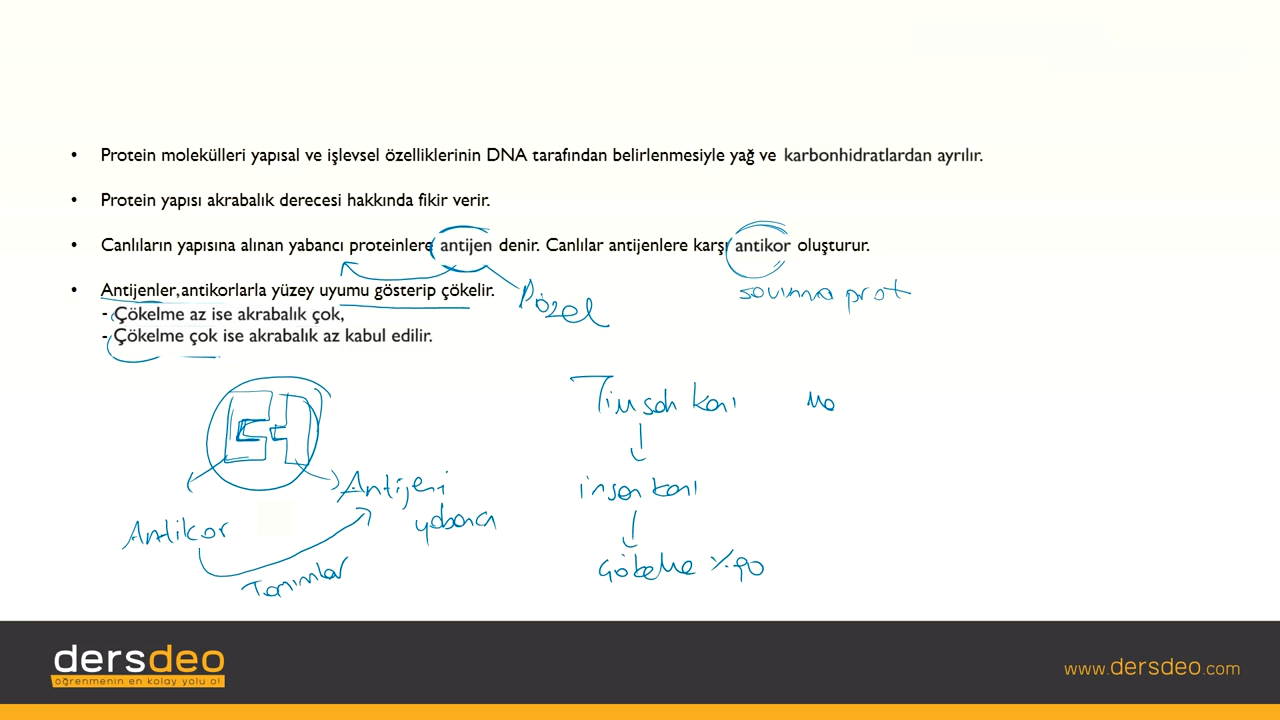 • Protein molekülleri yapısal ve işlevsel özelliklerinin DNA tarafından belirlenmesiyle yağ ve karbonhidratlardan ayrılır.
• Protein yapısı akrabalık derecesi hakkında fikir verir.
• Canlıların yapısına alınan yabancı proteinlere antijen denir. Canlılar antijenlere karşı antikor oluşturur.
• Antijenler,antikorlarla yüzey uyumu gösterip çökelir.
özel
savunma prot
- Çökelme az ise akrabalık çok,
- Çökelme çok ise akrabalık az kabul edilir.
Timsah kanı
insan kanı
Antijeni
yabancı
Antikor
Tanımlar
Çökelme %90
dersdeo
öğrenmenin en kolay yolu o!
www.dersdeo.com